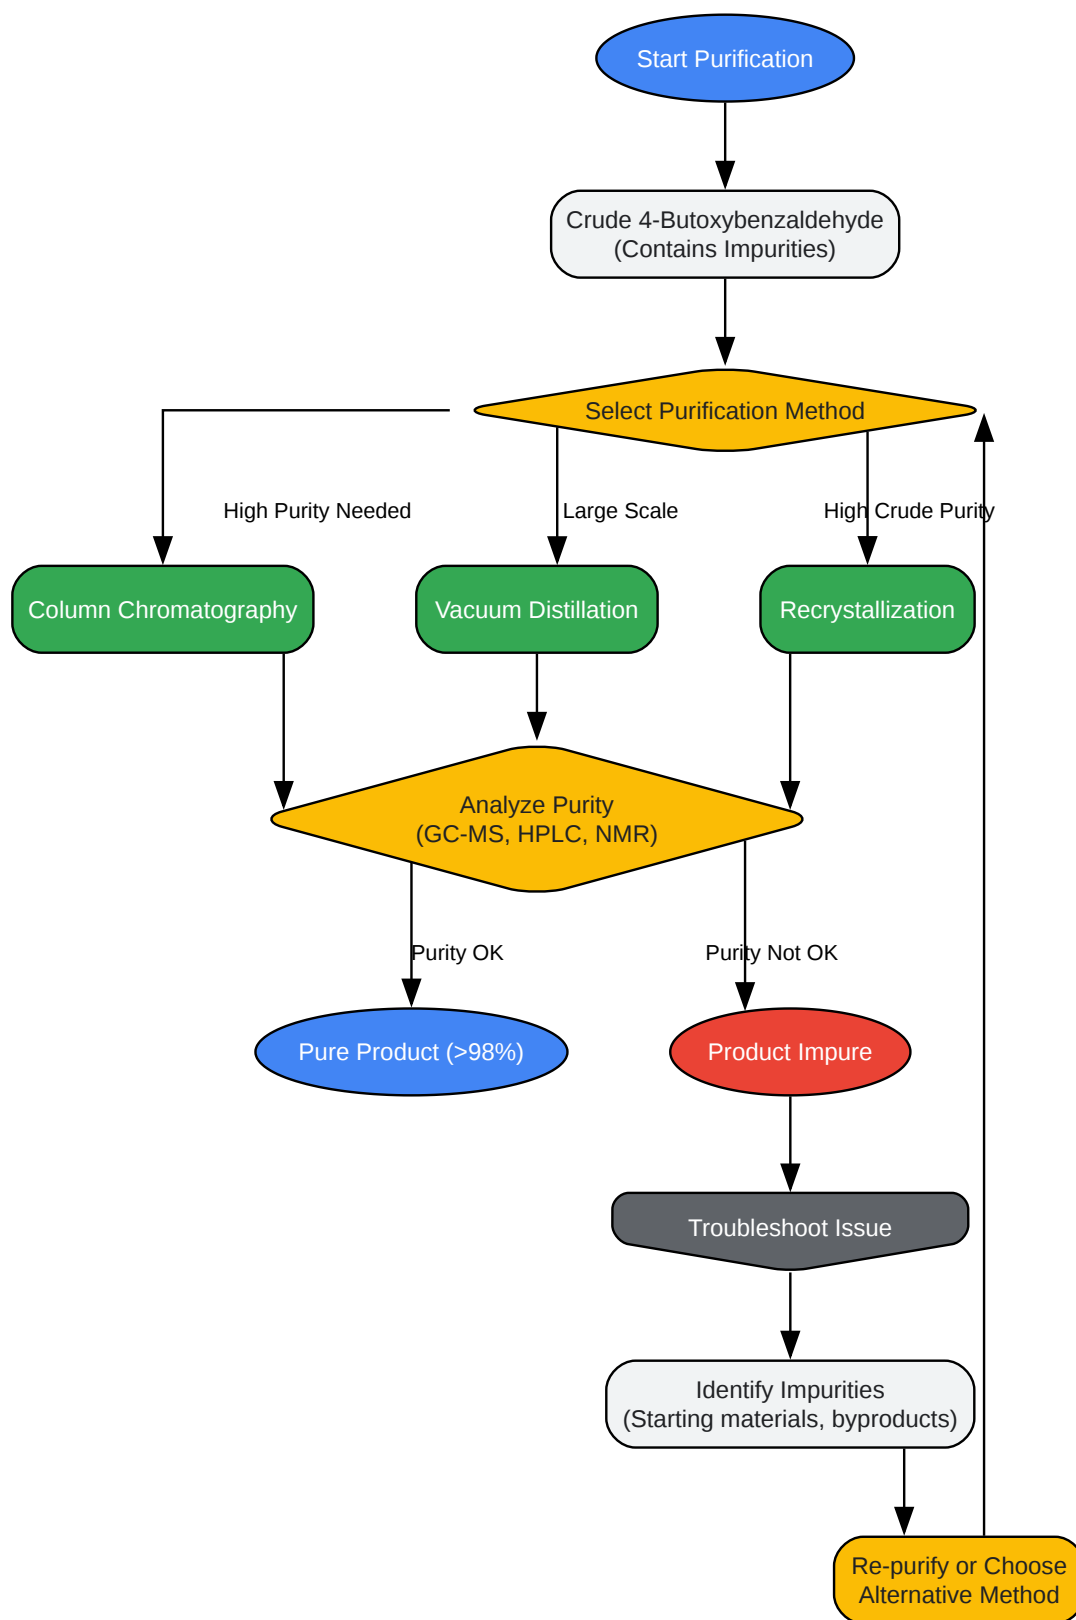 Start Purification
Crude 4-Butoxybenzaldehyde
(Contains Impurities)
Select Purification Method
High Purity Needed
Large Scale
High Crude Purity
Column Chromatography
Vacuum Distillation
Recrystallization
Analyze Purity
(GC-MS, HPLC, NMR)
Purity OK
Purity Not OK
Pure Product (>98%)
Product Impure
Troubleshoot Issue
Identify Impurities
(Starting materials, byproducts)
Re-purify or Choose
Alternative Method